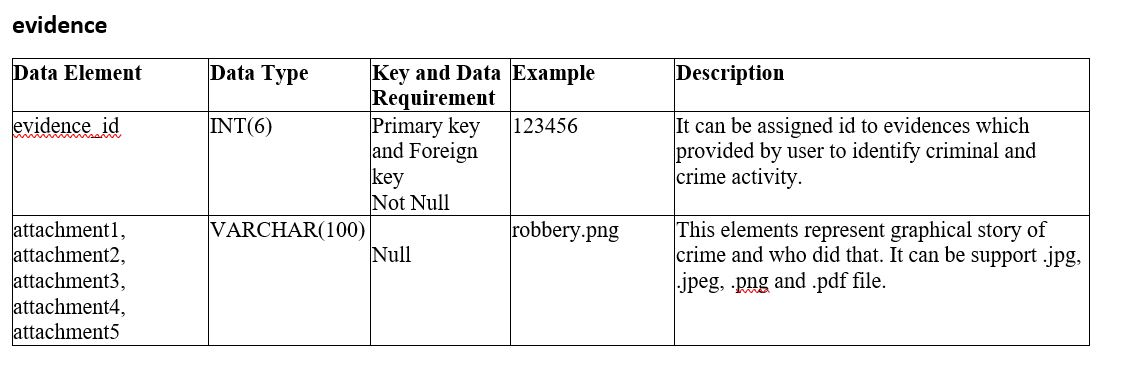 evidence
Data Element Data Type Key and Data Requirement Example Description
evidence_id INT(6) Primary key and Foreign key Not Null 123456 It can be assigned id to evidences which provided by user to identify criminal and crime activity.
attachment1, attachment2, attachment3, attachment4, attachment5 VARCHAR(100) Null robbery.png This elements represent graphical story of crime and who did that. It can be support .jpg, .jpeg, .png and .pdf file.